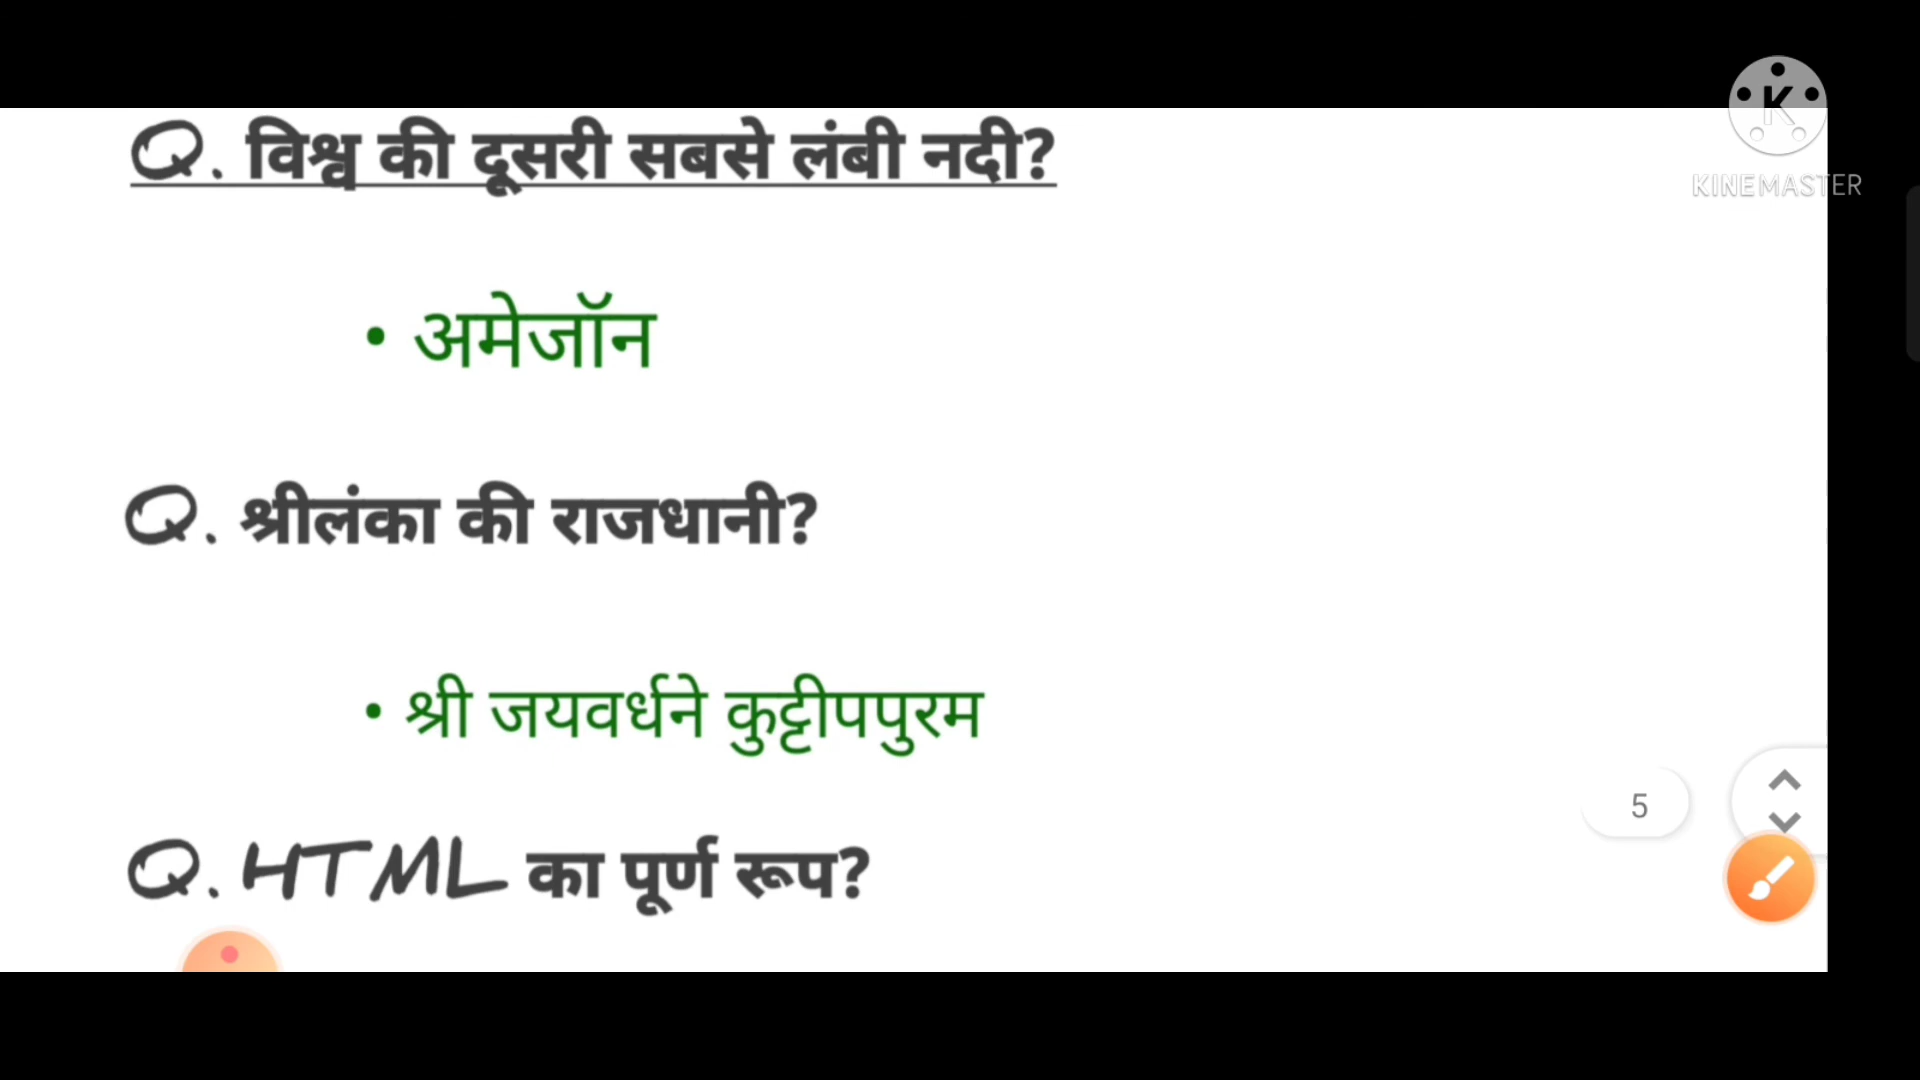 Q. विश्व की दूसरी सबसे लंबी नदी?
K
KINEMASTER
• अमेजॉन
Q. श्रीलंका की राजधानी?
• श्री जयवर्धने कुट्टीपपुरम
5
Q. HTML का पूर्ण रूप?